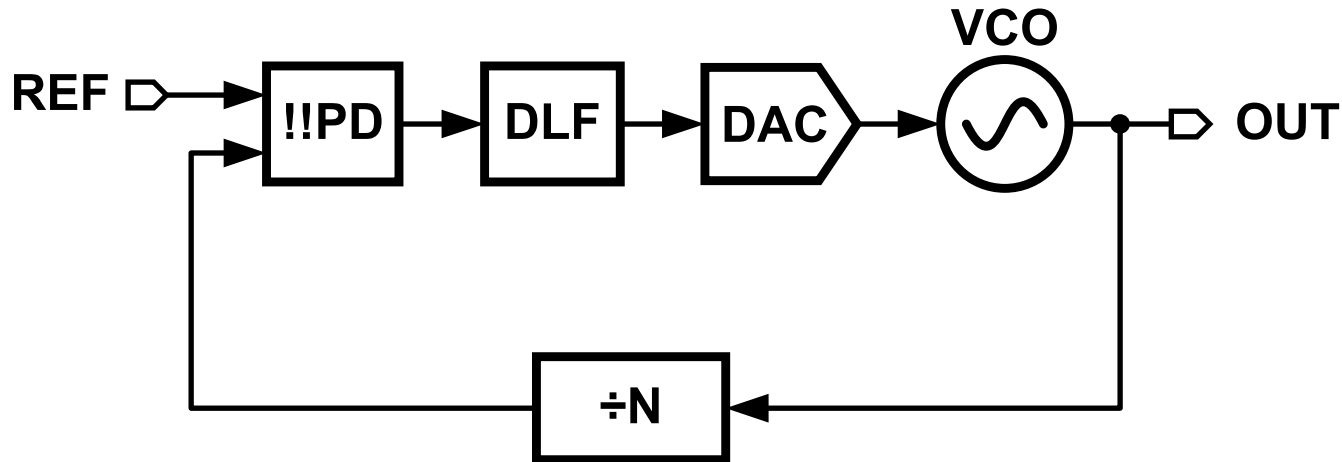 VCO
REF
!!PD
DLF
DAC
OUT
÷N